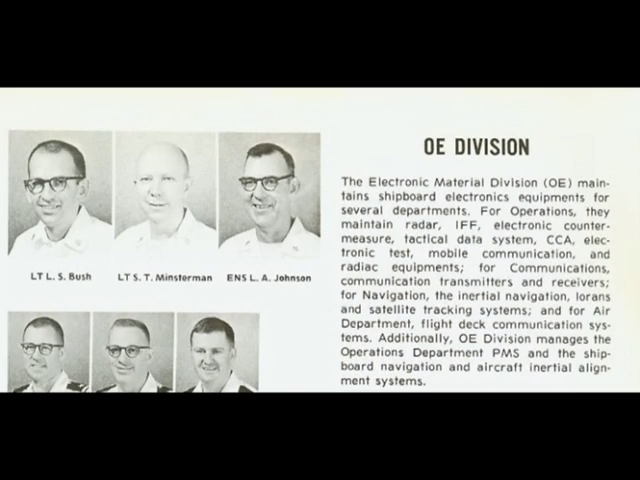 LT L. S. Bush
LT S. T. Minsterman
ENS L. A. Johnson
OE DIVISION
The Electronic Material Division (OE) main-
tains shipboard electronics equipments for
several departments. For Operations, they
maintain radar, IFF, electronic counter-
measure, tactical data system, CCA, elec-
tronic test, mobile communication, and
radiac equipments; for Communications,
communication transmitters and receivers;
for Navigation, the inertial navigation, lorans
and satellite tracking systems; and for Air
Department, flight deck communication sys-
tems. Additionally, OE Division manages the
Operations Department PMS and the ship-
board navigation and aircraft inertial align-
ment systems.